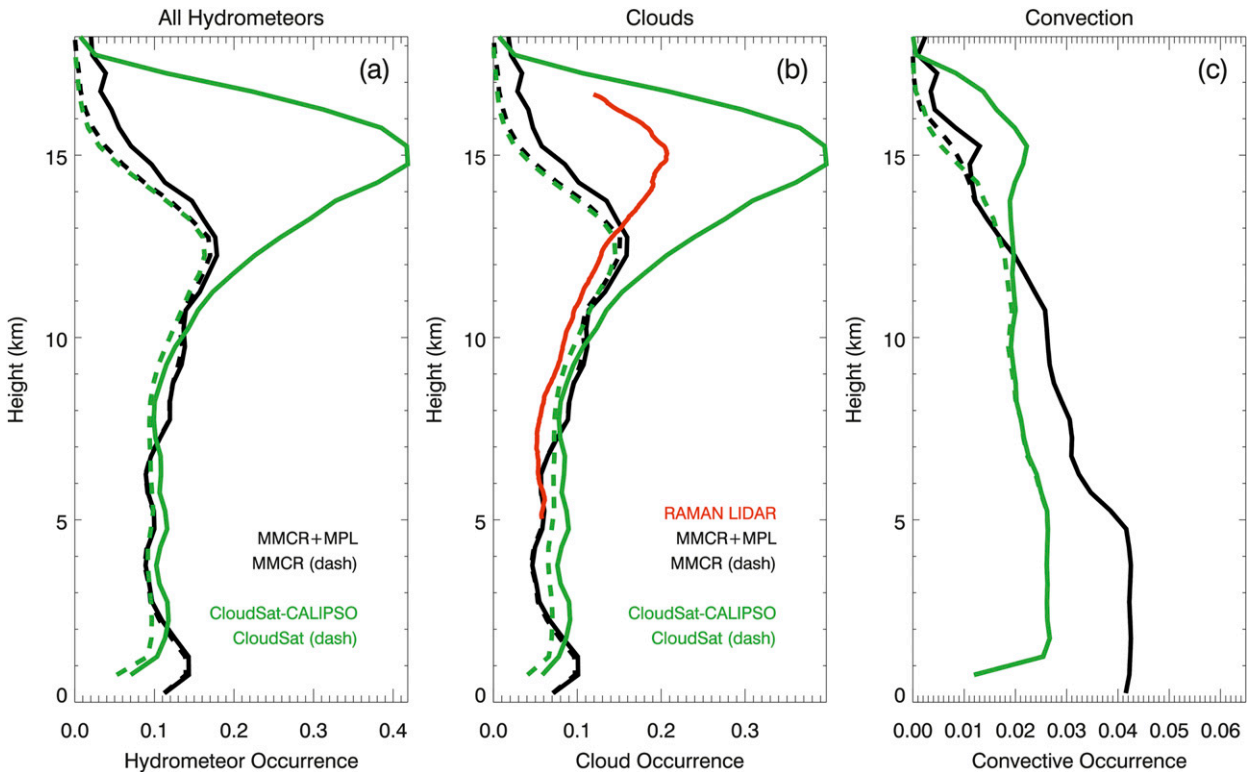 All Hydrometeors
(a)
Height (km)
15
10
5
0
MMCR+MPL
MMCR (dash)
CloudSat-CALIPSO
CloudSat (dash)
0.0 0.1 0.2 0.3 0.4
Hydrometeor Occurrence
Clouds
(b)
Height (km)
15
10
5
0
RAMAN LIDAR
MMCR+MPL
MMCR (dash)
CloudSat-CALIPSO
CloudSat (dash)
0.0 0.1 0.2 0.3
Cloud Occurrence
Convection
(c)
Height (km)
15
10
5
0
0.00 0.01 0.02 0.03 0.04 0.05 0.06
Convective Occurrence